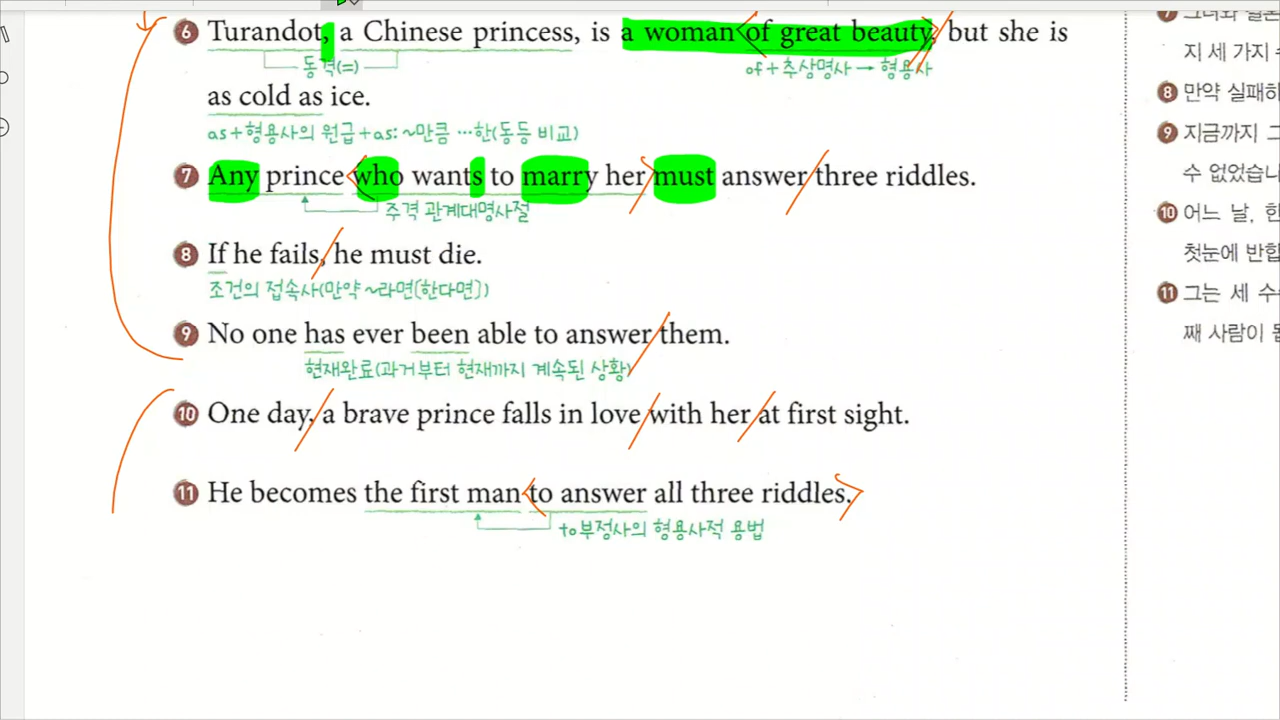 6 Turandot, a Chinese princess, is a woman of great beauty, but she is
동격(=) of+추상명사→형용사
as cold as ice.
as+형용사의 원급+as: ~만큼 …한(동등 비교)
7 Any prince who wants to marry her must answer three riddles.
주격 관계대명사절
8 If he fails, he must die.
조건의 접속사(만약 ~라면(한다면))
9 No one has ever been able to answer them.
현재완료(과거부터 현재까지 계속된 상황)
10 One day, a brave prince falls in love with her at first sight.
11 He becomes the first man to answer all three riddles.
to부정사의 형용사적 용법
지 세 가지
8 만약 실패하
9 지금까지 그
수 없었습니
10 어느 날, 한
첫눈에 반합
11 그는 세 수
째 사람이 됩